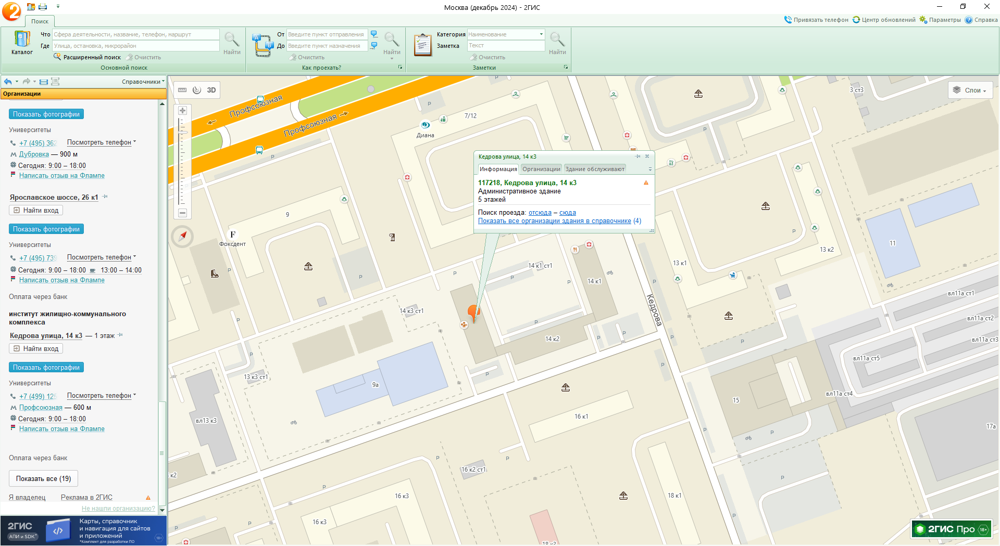 Москва (декабрь 2024) - 2ГИС
Поиск
Привязать телефон
Центр обновлений
Параметры
Справка
Каталог
Что
Сфера деятельности, название, телефон, маршрут
Где
Улица, остановка, микрорайон
Расширенный поиск
Очистить
Найти
Основной поиск
От
Введите пункт отправления
До
Введите пункт назначения
Очистить
Найти
Как проехать?
Категория
Наименование
Заметка
Текст
Очистить
Найти
Заметки
Справочники
Организации
Показать фотографии
Университеты
+7 (495) 362
Посмотреть телефон
Дубровка — 900 м
Сегодня: 9:00 – 18:00
Написать отзыв на Флампе
Ярославское шоссе, 26 к1
Найти вход
Показать фотографии
Университеты
+7 (495) 739
Посмотреть телефон
Сегодня: 9:00 – 18:00 13:00 – 14:00
Написать отзыв на Флампе
Оплата через банк
институт жилищно-коммунального
комплекса
Кедрова улица, 14 к3 — 1 этаж
Найти вход
Показать фотографии
Университеты
+7 (499) 125
Посмотреть телефон
Профсоюзная — 600 м
Сегодня: 9:00 – 18:00
Написать отзыв на Флампе
Оплата через банк
Показать все (19)
Я владелец
Реклама в 2ГИС
Не нашли организацию?
2ГИС
АПИ и SDK*
Карты, справочник
и навигация для сайтов
и приложений
*Комплект для разработки ПО
18+
3D
Слои
Профсоюзная
Профсоюзная
Диана
7/12
3 ст3
9
F
Фоксдент
Кедрова улица, 14 к3
Информация
Организации
Здание обслуживают
117218, Кедрова улица, 14 к3
Административное здание
5 этажей
Поиск проезда: отсюда – сюда
Показать все организации здания в справочнике (4)
11
13 к2
13 к1
14 к1 ст1
14 к1
14 к3 ст1
14 к2
Кедрова
вл11а ст1
вл11а ст2
вл11а ст3
вл11а ст5
вл11а ст4
13 к3 ст1
9а
15
вл13 к3
16 к1
17а
16 к2 ст1
к2
16 к3
16 к3
18 к1
18 к3
2ГИС Про
18+